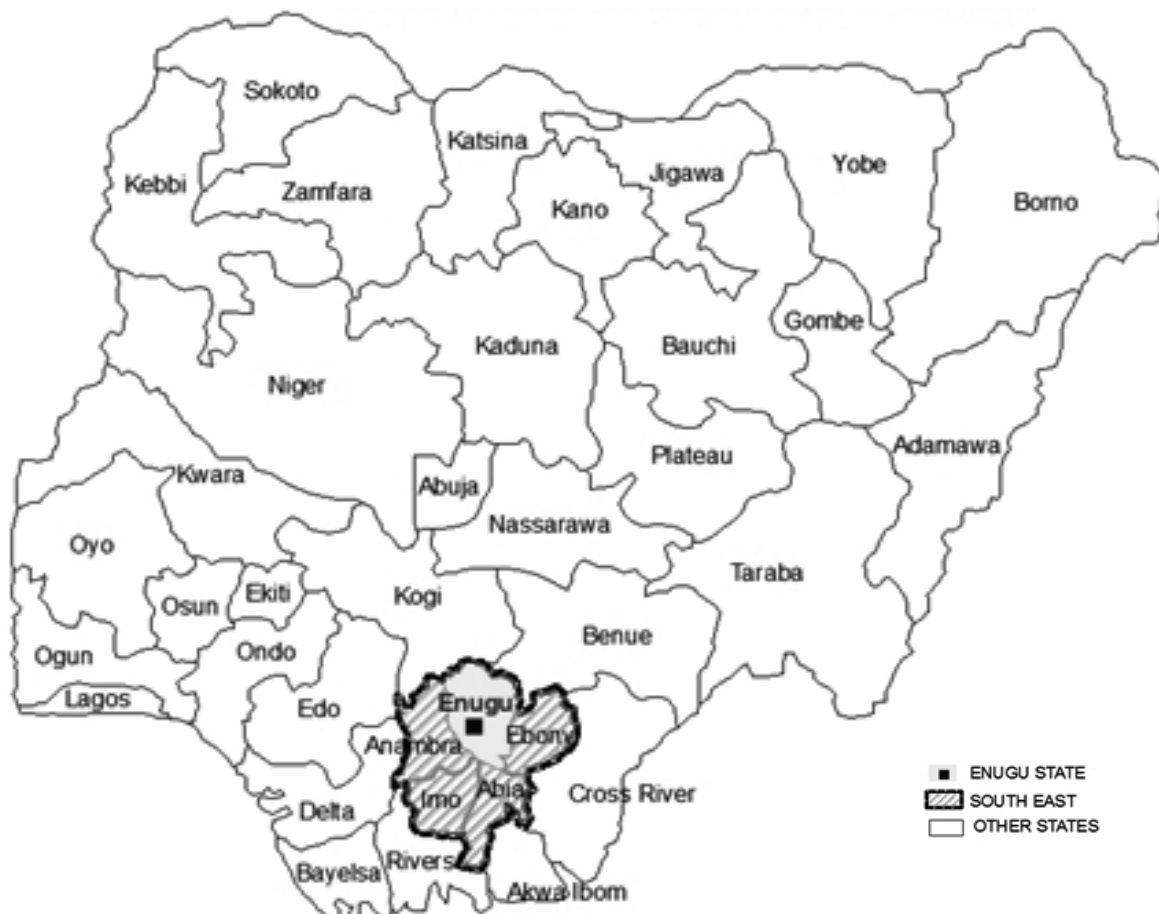 Sokoto
Katsina
Yobe
Kebbi
Zamfara
Jigawa
Kano
Borno
Gombe
Kaduna
Bauchi
Niger
Adamawa
Plateau
Kwara
Abuja
Nassarawa
Oyo
Taraba
Ekiti
Kogi
Osun
Benue
Ogun
Ondo
Lagos
Enugu
Edo
Ebony
Anambra
ENUGU STATE
Abia
Cross River
Imo
SOUTH EAST
Delta
OTHER STATES
Rivers
Bayelsa
Akwa Ibom